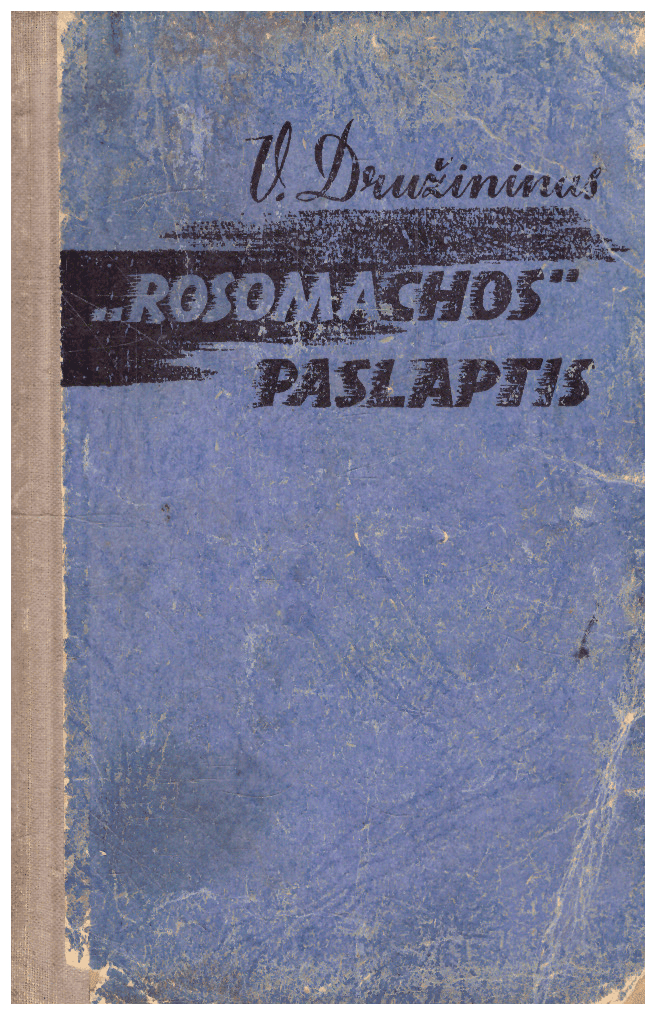 V. Družininas
„ROSOMACHOS“
PASLAPTIS